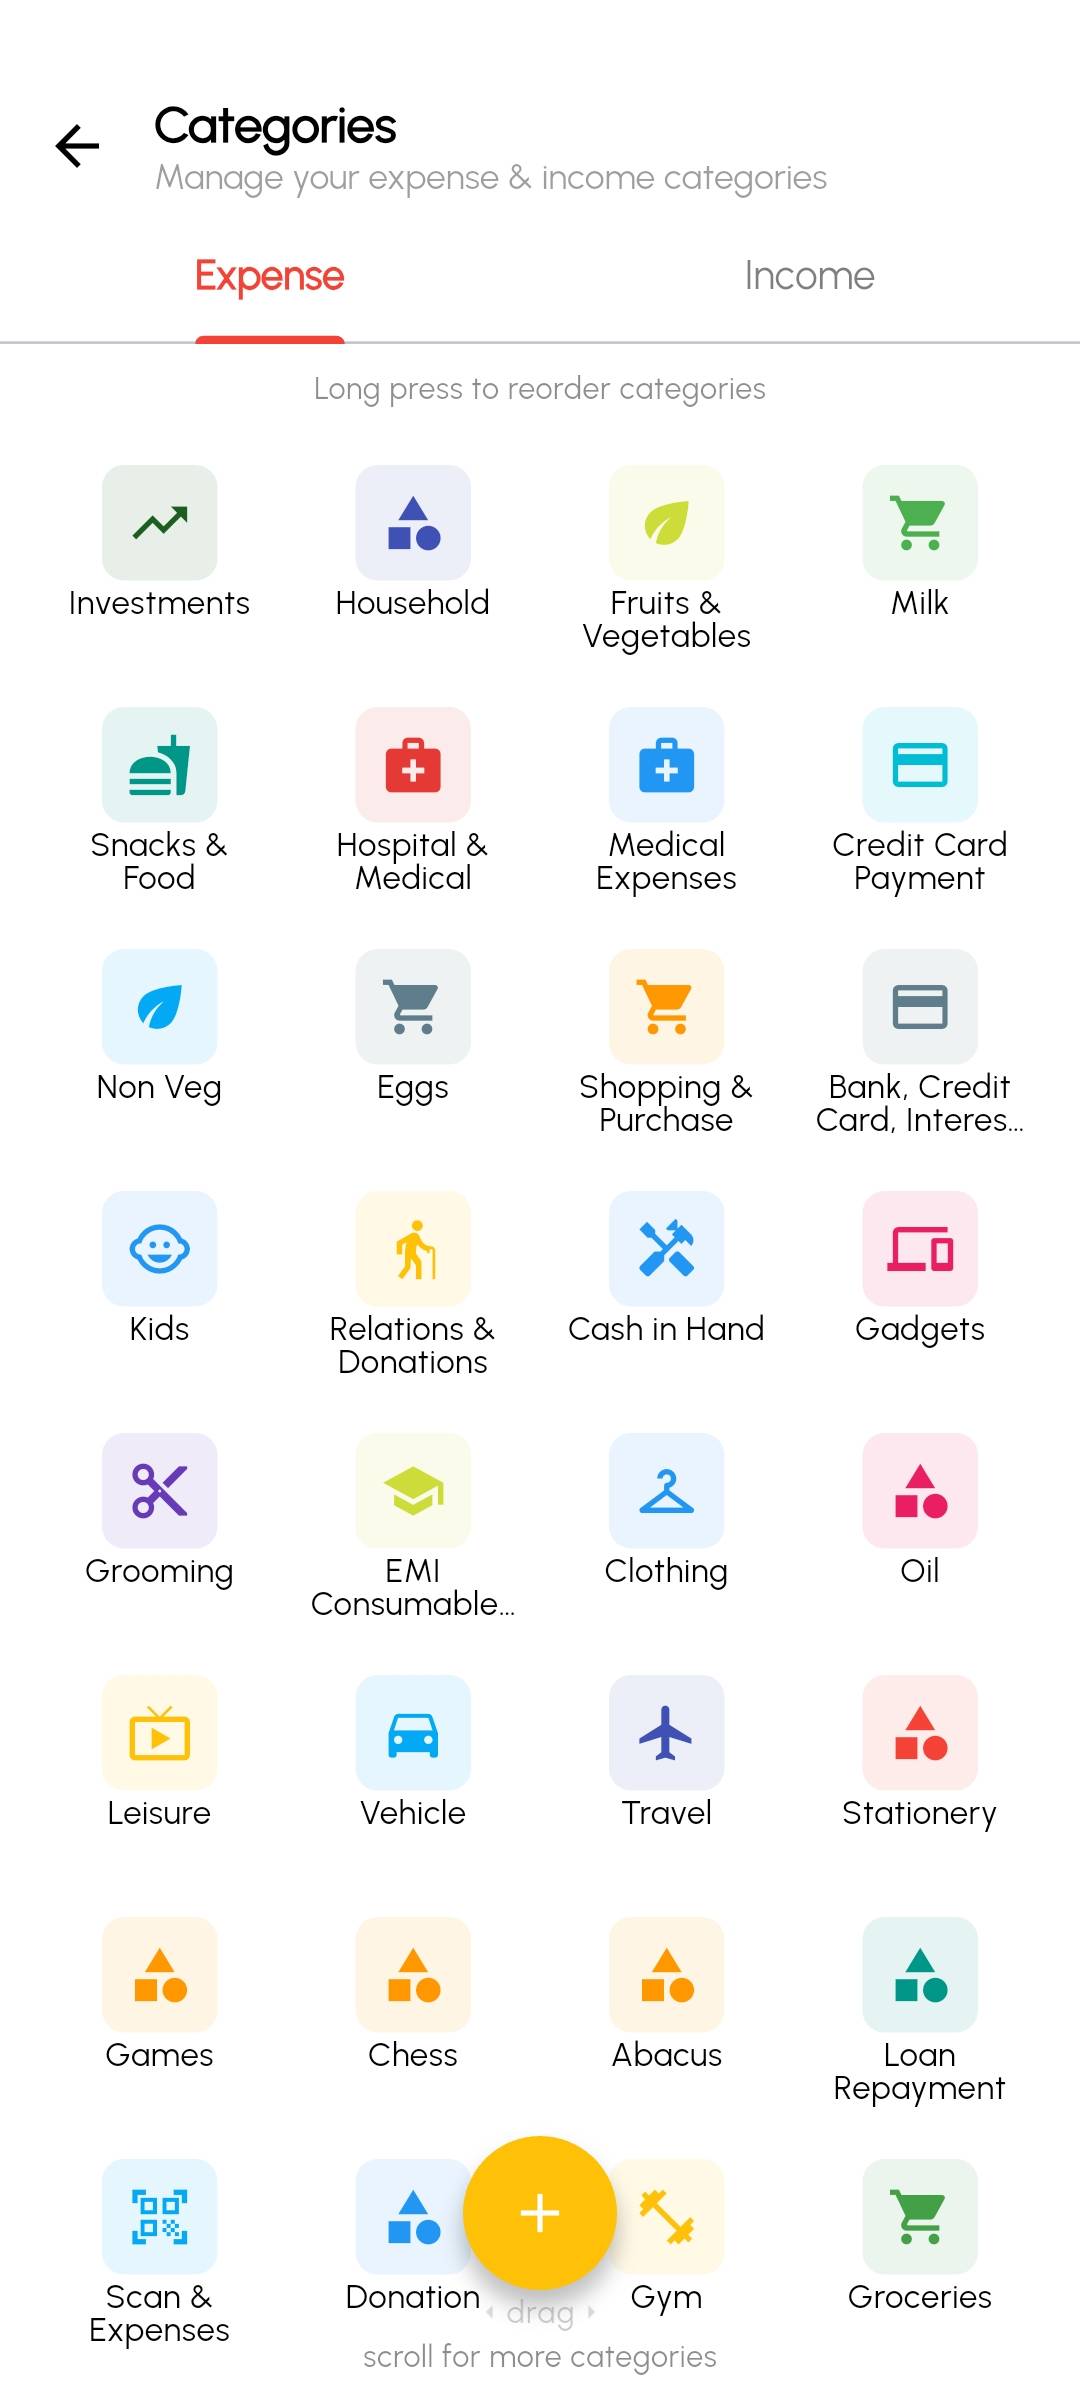 Categories
Manage your expense & income categories
Expense
Income
Long press to reorder categories
Investments
Household
Fruits &
Vegetables
Milk
Snacks &
Food
Hospital &
Medical
Medical
Expenses
Credit Card
Payment
Non Veg
Eggs
Shopping &
Purchase
Bank, Credit
Card, Interes...
Kids
Relations &
Donations
Cash in Hand
Gadgets
Grooming
EMI
Consumable...
Clothing
Oil
Leisure
Vehicle
Travel
Stationery
Games
Chess
Abacus
Loan
Repayment
Scan &
Expenses
Donation
Gym
Groceries
drag
scroll for more categories